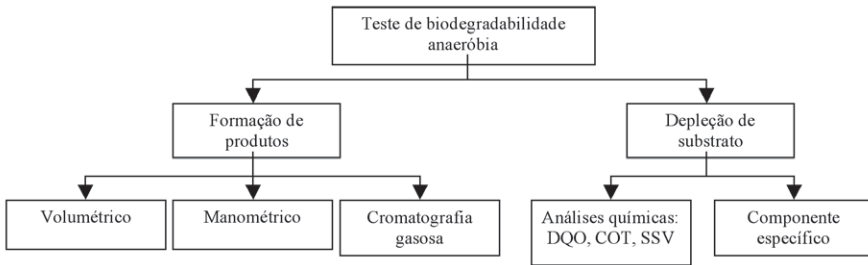 Teste de biodegradabilidade
anaeróbia
Formação de
produtos
Depleção de
substrato
Volumétrico
Manométrico
Cromatografia
gasosa
Análises químicas:
DQO, COT, SSV
Componente
específico